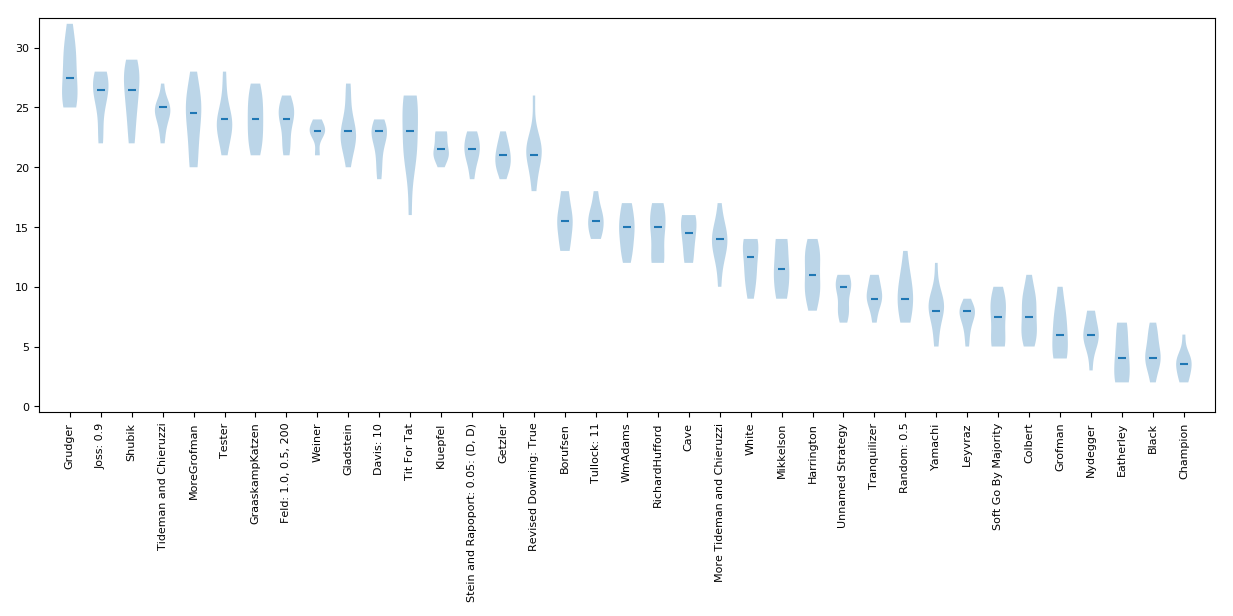 30
25
20
15
10
5
0
Grudger
Joss: 0.9
Shubik
Tideman and Chieruzzi
MoreGrofman
Tester
GraaskampKatzen
Feld: 1.0, 0.5, 200
Weiner
Gladstein
Davis: 10
Tit For Tat
Kluepfel
Stein and Rapoport: 0.05: (D, D)
Getzler
Revised Downing: True
Borufsen
Tullock: 11
WmAdams
RichardHufford
Cave
More Tideman and Chieruzzi
White
Mikkelson
Harrington
Unnamed Strategy
Tranquilizer
Random: 0.5
Yamachi
Leyvraz
Soft Go By Majority
Colbert
Grofman
Nydegger
Eatherley
Black
Champion